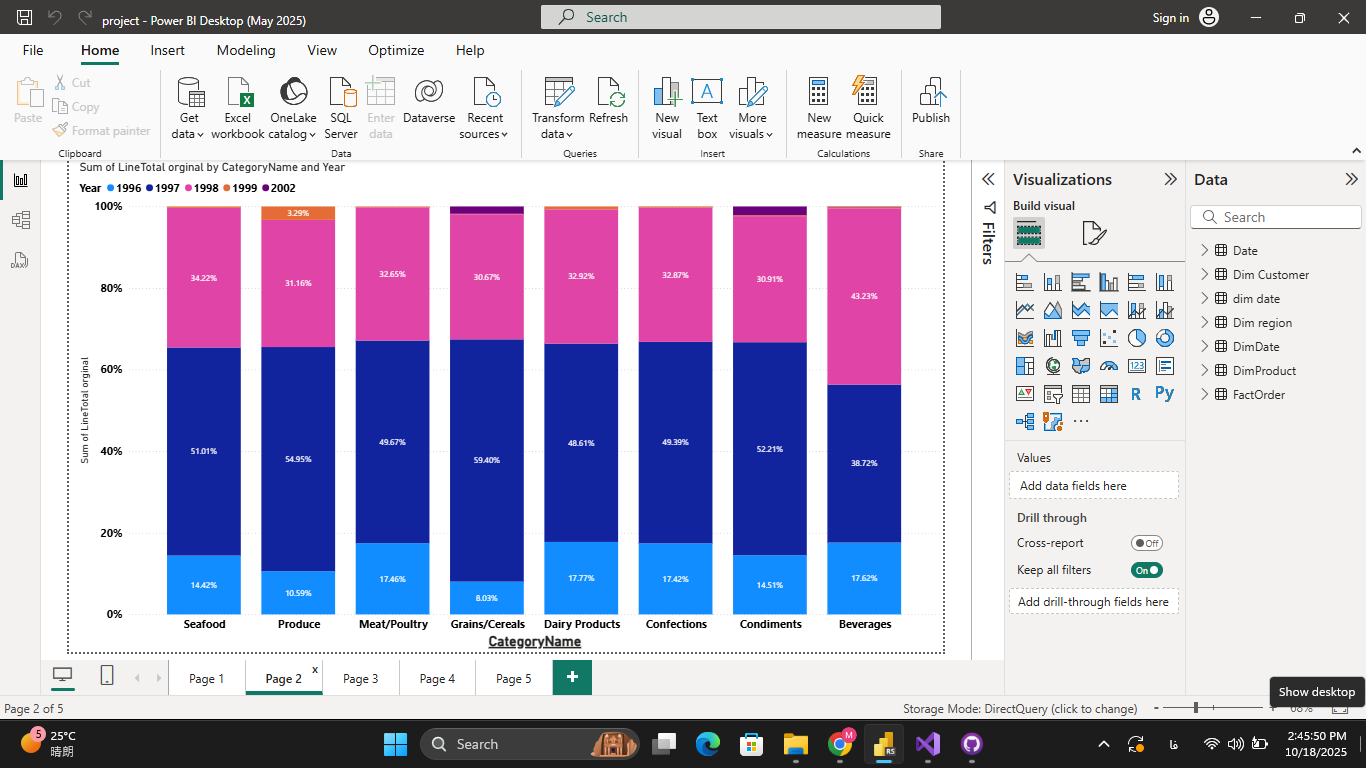 project - Power BI Desktop (May 2025)
Search
Sign in
File Home Insert Modeling View Optimize Help
Paste
Cut
Copy
Format painter
Clipboard
Get data
Excel workbook
OneLake catalog
SQL Server
Enter data
Dataverse
Recent sources
Data
Transform data
Refresh
Queries
New visual
Text box
More visuals
Insert
New measure
Quick measure
Calculations
Publish
Share
Sum of LineTotal orginal by CategoryName and Year
Year 1996 1997 1998 1999 2002
Sum of LineTotal orginal
100%
80%
60%
40%
20%
0%
3.29%
34.22% 31.16% 32.65% 30.67% 32.92% 32.87% 30.91% 43.23%
51.01% 54.95% 49.67% 59.40% 48.61% 49.39% 52.21% 38.72%
14.42% 10.59% 17.46% 8.03% 17.77% 17.42% 14.51% 17.62%
Seafood Produce Meat/Poultry Grains/Cereals Dairy Products Confections Condiments Beverages
CategoryName
Filters
Visualizations
Build visual
123
R
Py
Values
Add data fields here
Drill through
Cross-report
Off
Keep all filters
On
Add drill-through fields here
Data
Search
Date
Dim Customer
dim date
Dim region
DimDate
DimProduct
FactOrder
DAX
Page 1
Page 2
x
Page 3
Page 4
Page 5
+
Page 2 of 5
Storage Mode: DirectQuery (click to change)
- + 68%
Show desktop
5
25°C
晴朗
Search
M
RS
فا
2:45:50 PM
10/18/2025